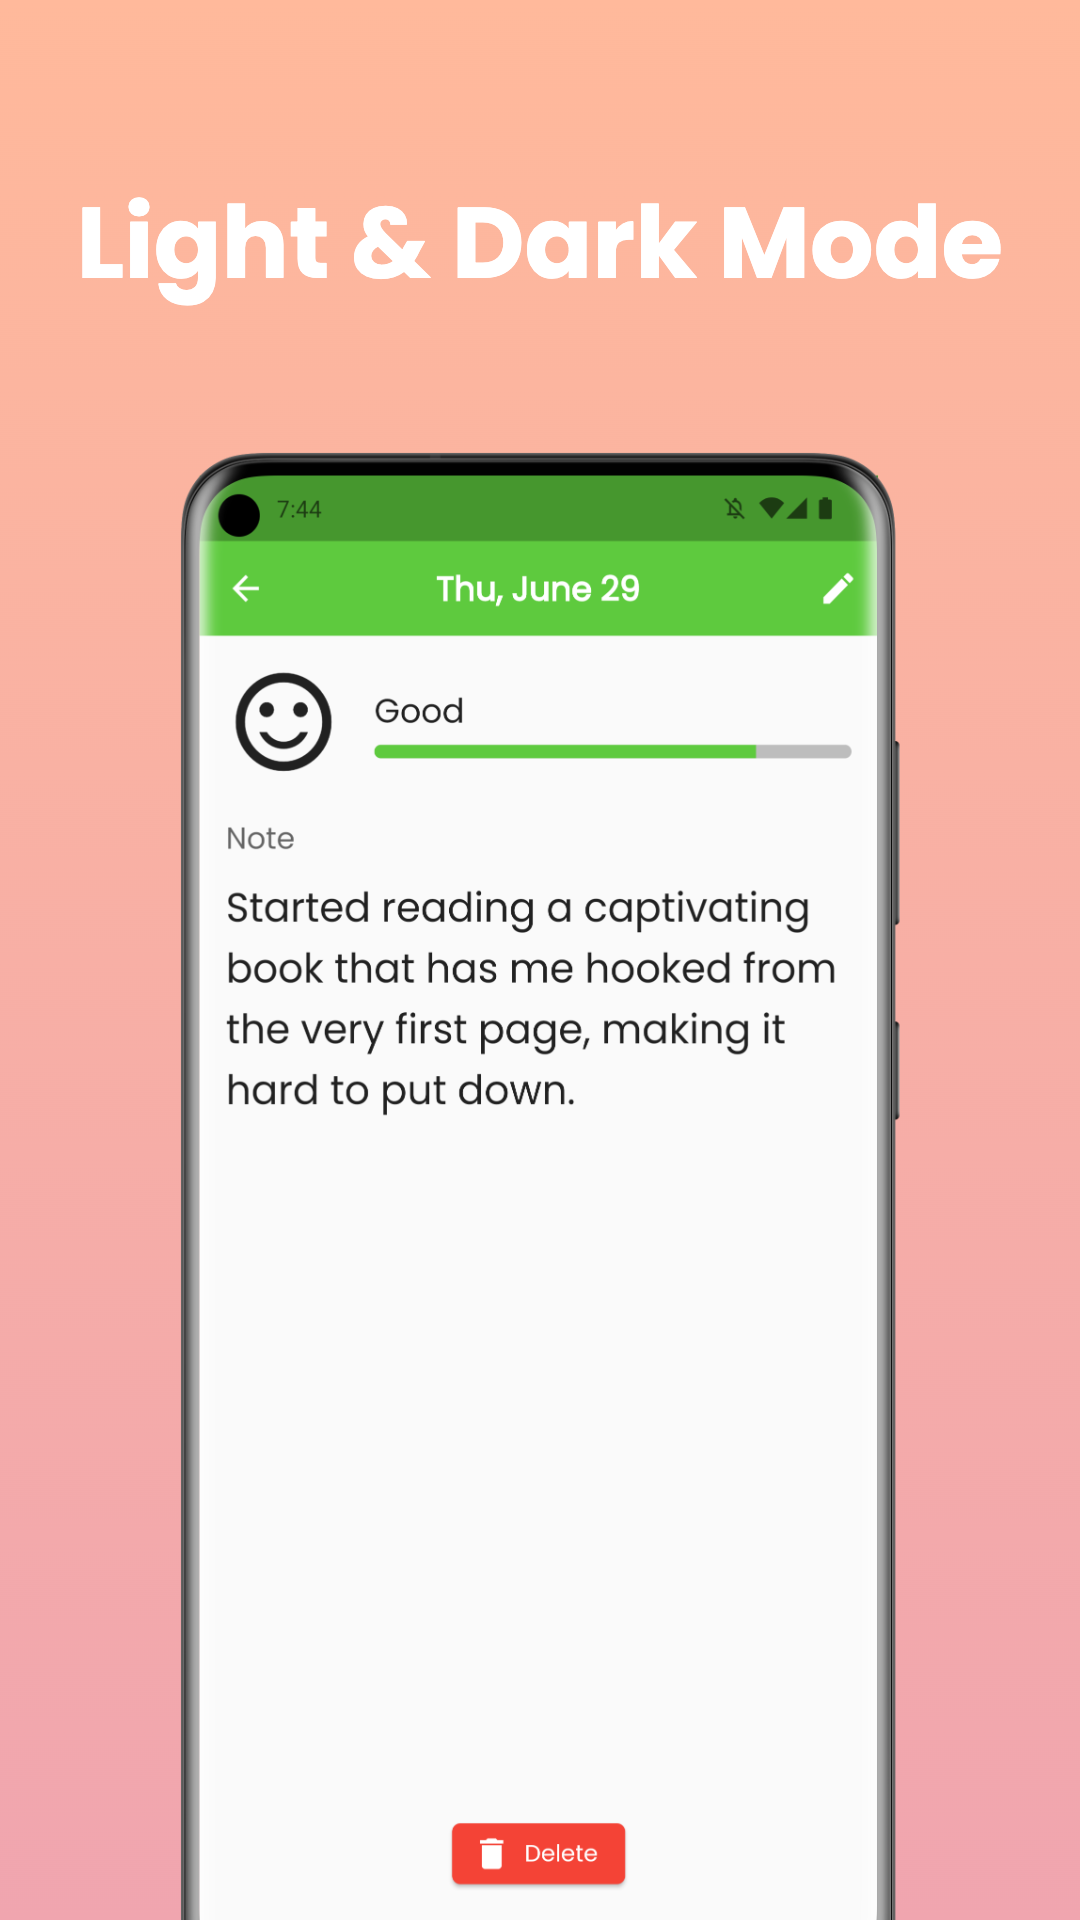 Light & Dark Mode
7:44
Thu, June 29
Good
Note
Started reading a captivating
book that has me hooked from
the very first page, making it
hard to put down.
Delete